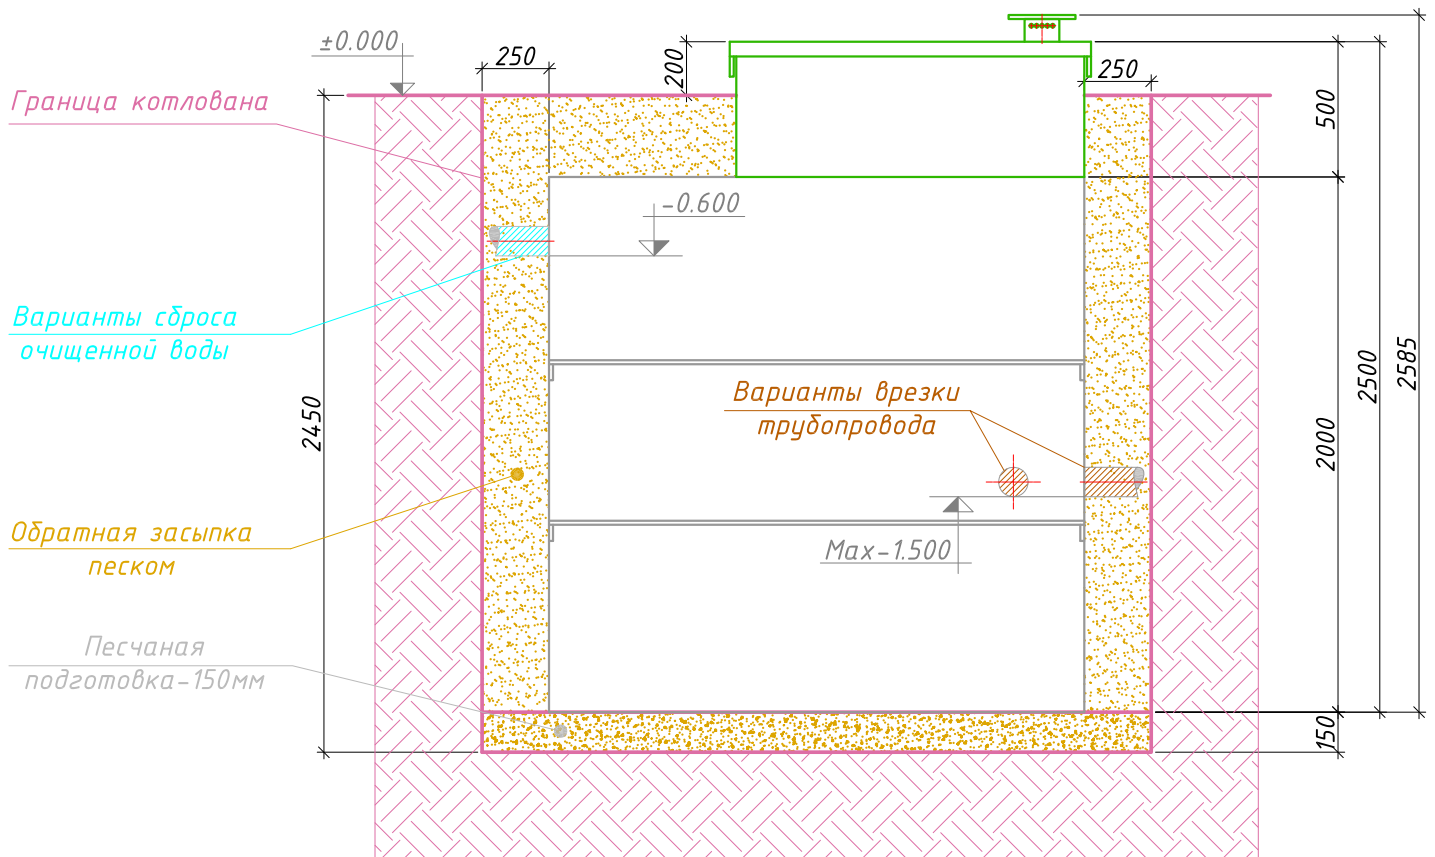 ±0.000
250
200
250
Граница котлована
500
-0.600
Варианты сброса
очищенной воды
2585
2500
Варианты врезки
трубопровода
2450
2000
Обратная засыпка
песком
Max-1.500
Песчаная
подготовка-150мм
150